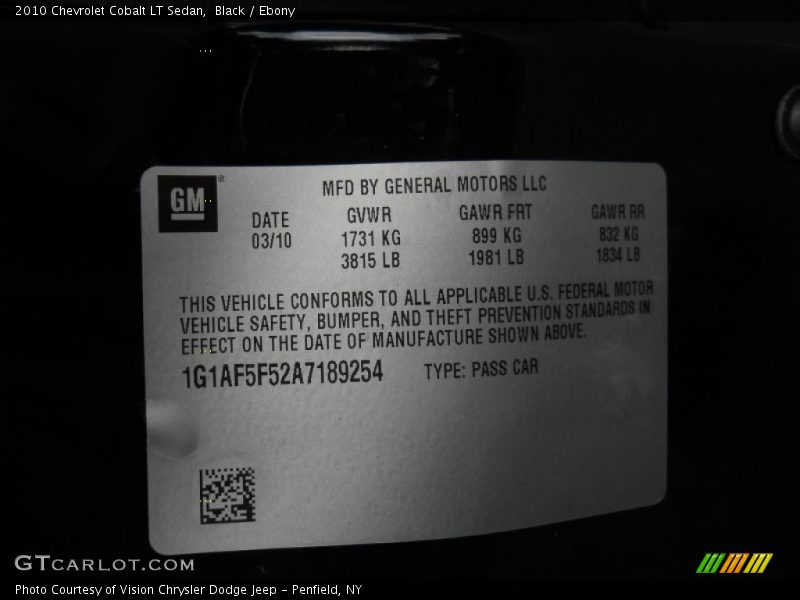 2010 Chevrolet Cobalt LT Sedan, Black / Ebony
GM
MFD BY GENERAL MOTORS LLC
DATE GVWR GAWR FRT GAWR RR
03/10 1731 KG 899 KG 832 KG
3815 LB 1981 LB 1834 LB
THIS VEHICLE CONFORMS TO ALL APPLICABLE U.S. FEDERAL MOTOR
VEHICLE SAFETY, BUMPER, AND THEFT PREVENTION STANDARDS IN
EFFECT ON THE DATE OF MANUFACTURE SHOWN ABOVE.
1G1AF5F52A7189254 TYPE: PASS CAR
GTCARLOT.COM
Photo Courtesy of Vision Chrysler Dodge Jeep - Penfield, NY